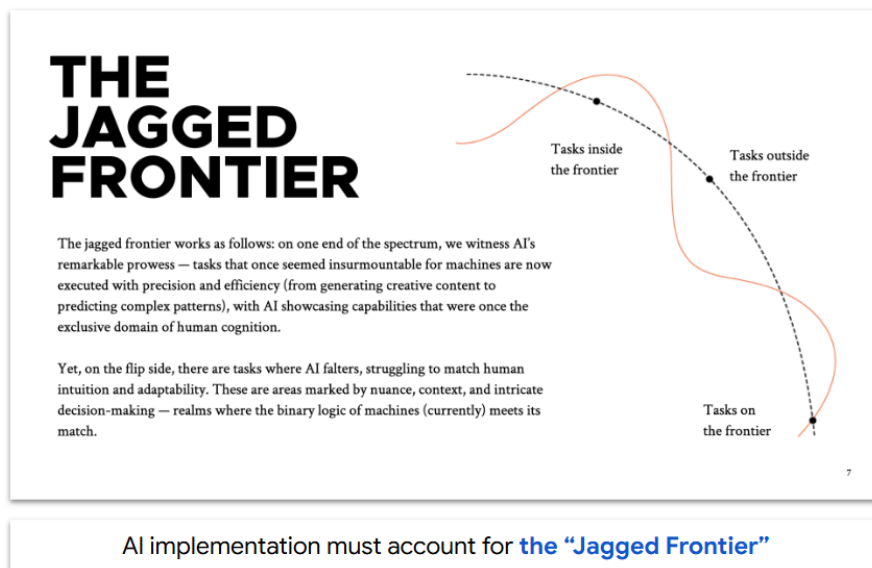 THE
JAGGED
FRONTIER
The jagged frontier works as follows: on one end of the spectrum, we witness AI's
remarkable prowess — tasks that once seemed insurmountable for machines are now
executed with precision and efficiency (from generating creative content to
predicting complex patterns), with AI showcasing capabilities that were once the
exclusive domain of human cognition.
Yet, on the flip side, there are tasks where AI falters, struggling to match human
intuition and adaptability. These are areas marked by nuance, context, and intricate
decision-making — realms where the binary logic of machines (currently) meets its
match.
Tasks inside
the frontier
Tasks outside
the frontier
Tasks on
the frontier
7
AI implementation must account for the “Jagged Frontier”